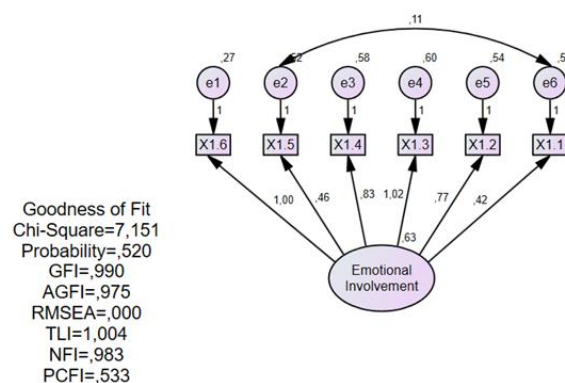 ,11
,27 ,52 ,58 ,60 ,54
e1 e2 e3 e4 e5 e6
1 1 1 1 1 1
X1.6 X1.5 X1.4 X1.3 X1.2 X1.1
1,00 ,46 ,83 1,02 ,77 ,42
,63
Emotional
Involvement
Goodness of Fit
Chi-Square=7,151
Probability=,520
GFI=,990
AGFI=,975
RMSEA=,000
TLI=1,004
NFI=,983
PCFI=,533